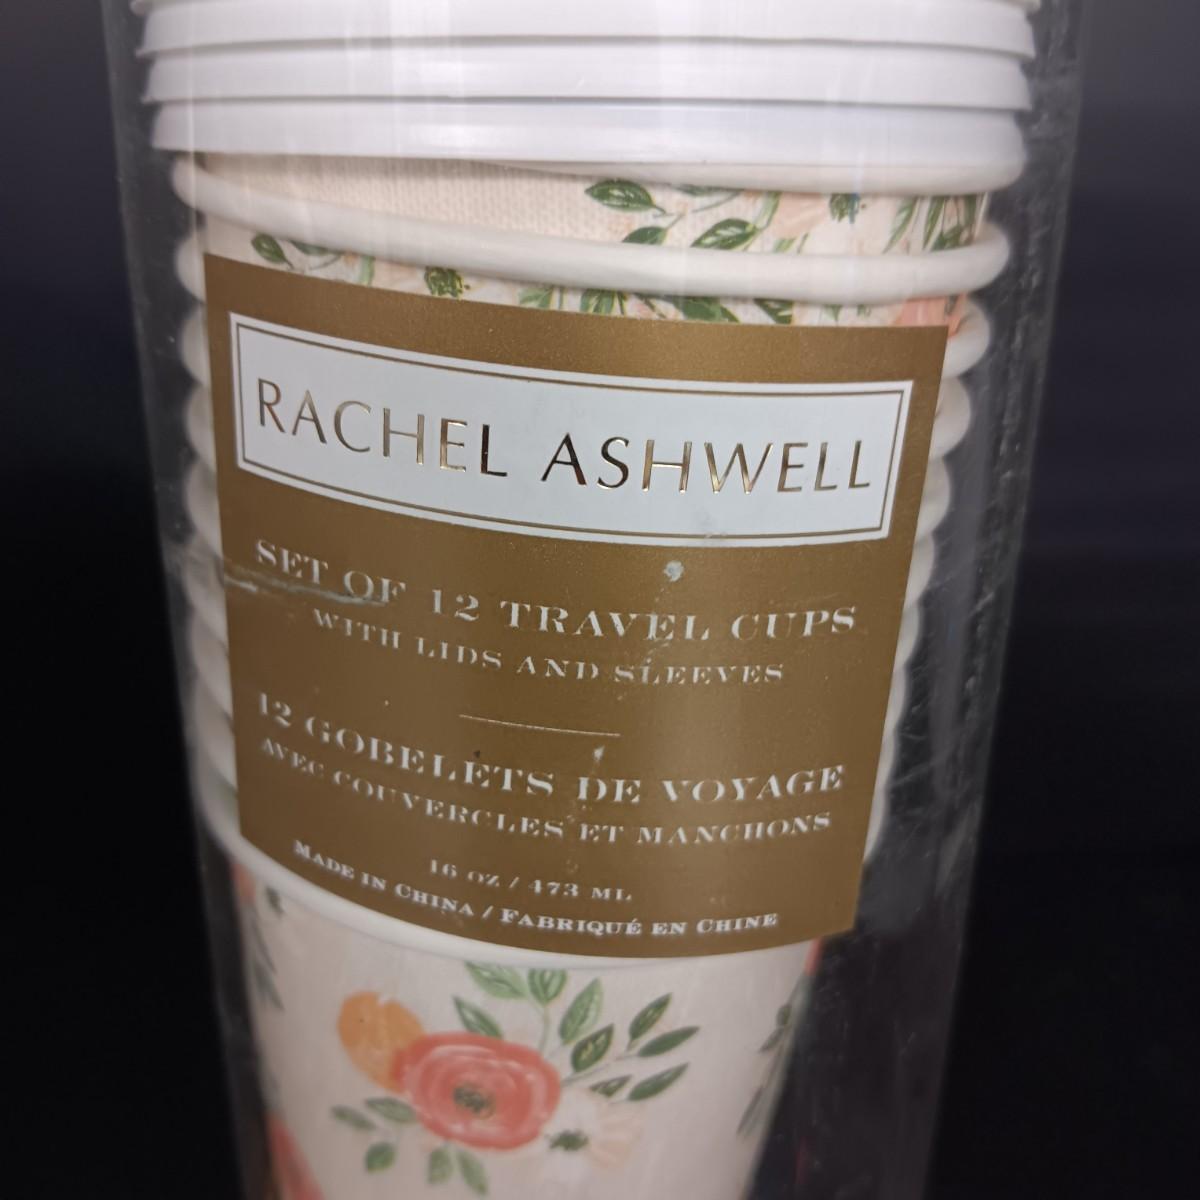 RACHEL ASHWELL
SET OF 12 TRAVEL CUPS
WITH LIDS AND SLEEVES
12 GOBELETS DE VOYAGE
AVEC COUVERCLES ET MANCHONS
16 OZ / 473 ML
MADE IN CHINA / FABRIQUÉ EN CHINE